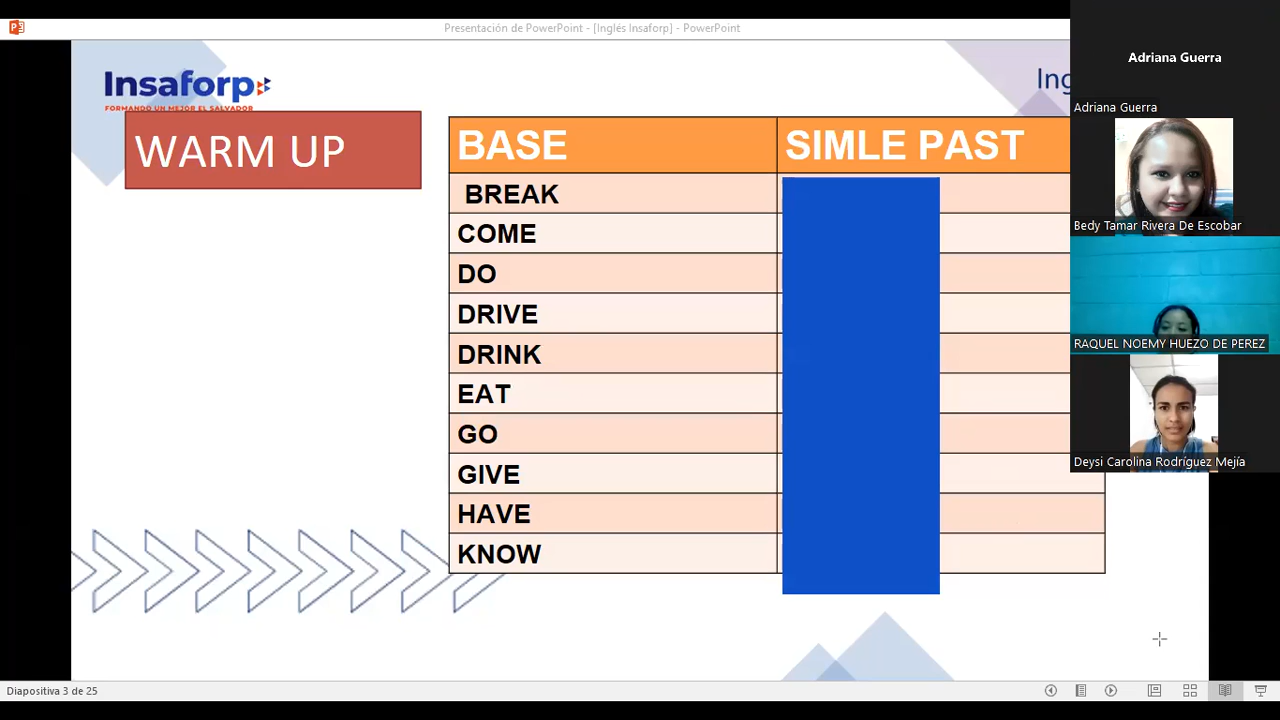 Presentación de PowerPoint - [Inglés Insaforp] - PowerPoint
Adriana Guerra
Insaforp
FORMANDO UN MEJOR EL SALVADOR
Adriana Guerra
WARM UP
BASE SIMLE PAST
BREAK
COME
Bedy Tamar Rivera De Escobar
DO
DRIVE
RAQUEL NOEMY HUEZO DE PEREZ
DRINK
EAT
GO
Deysi Carolina Rodríguez Mejía
GIVE
HAVE
KNOW
Diapositiva 3 de 25